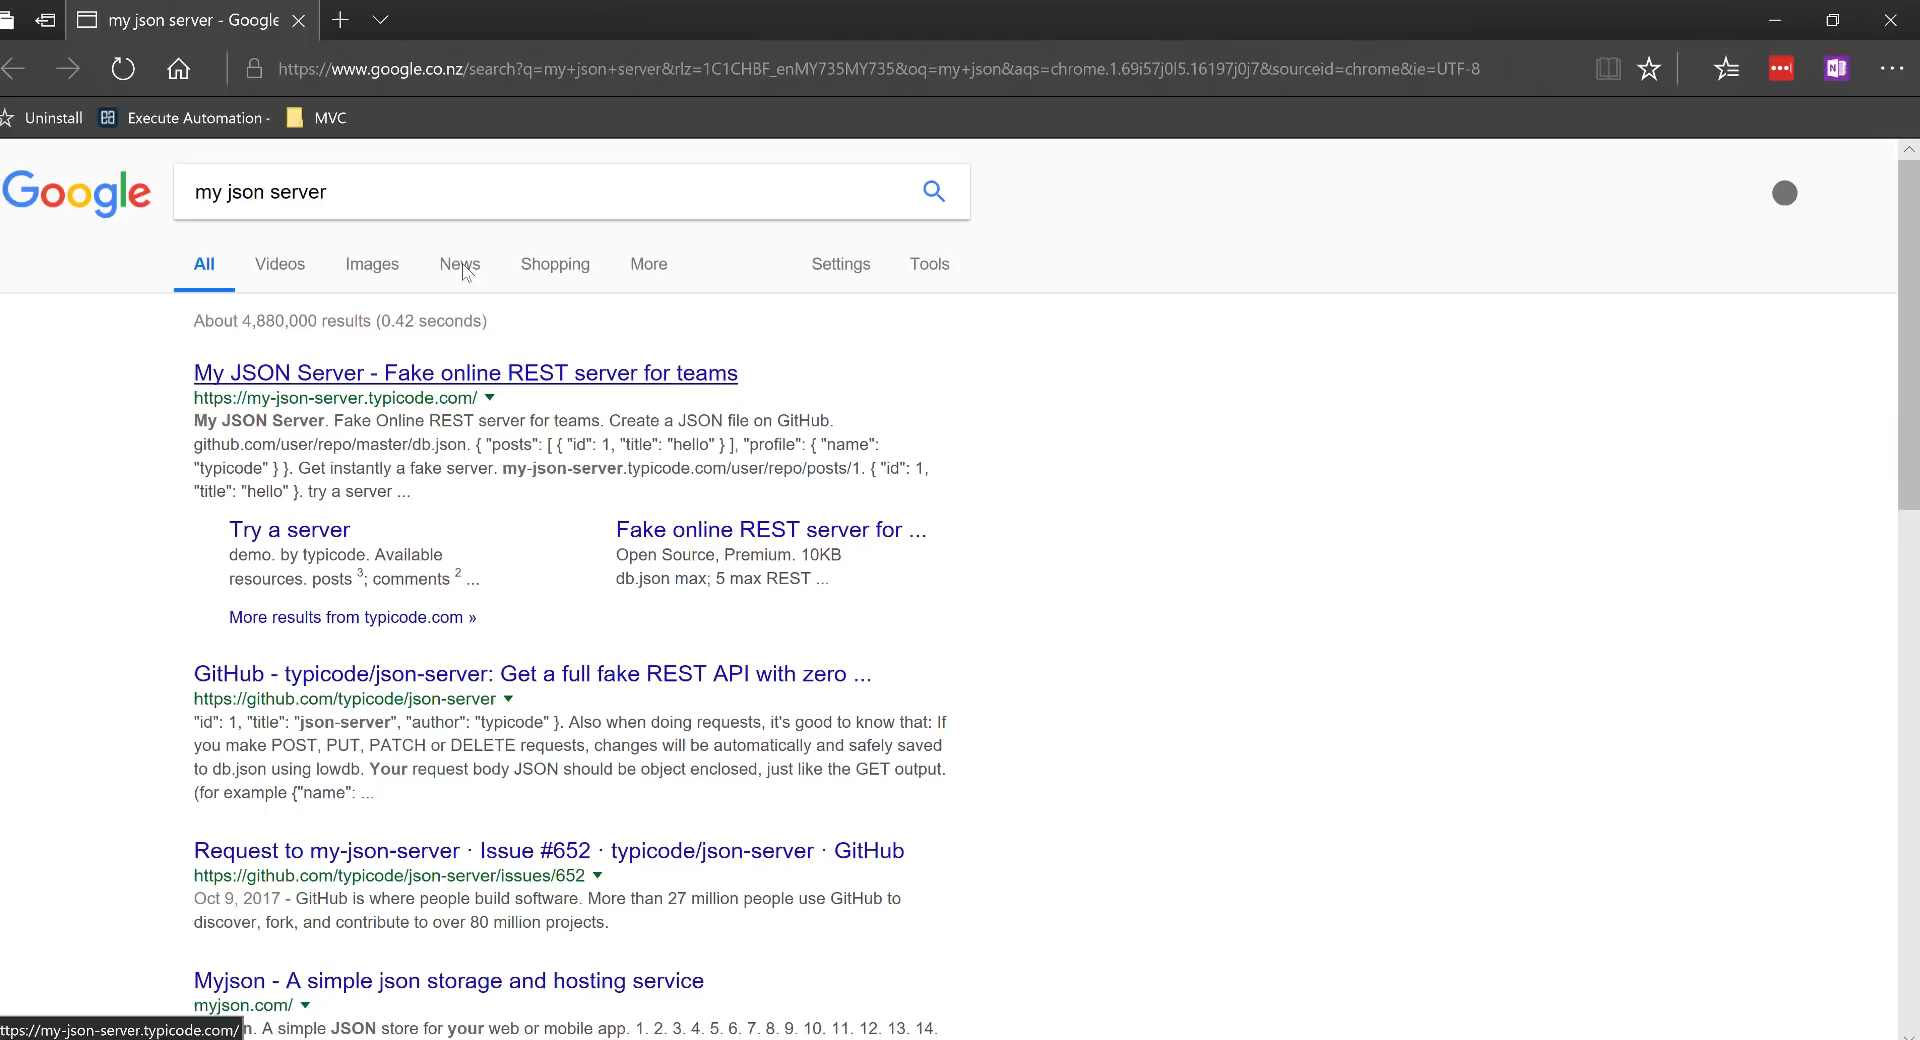 my json server - Google
https://www.google.co.nz/search?q=my+json+server&rlz=1C1CHBF_enMY735MY735&oq=my+json&aqs=chrome.1.69i57j0l5.16197j0j7&sourceid=chrome&ie=UTF-8
Uninstall Execute Automation - MVC
Google my json server
All Videos Images News Shopping More Settings Tools
About 4,880,000 results (0.42 seconds)
My JSON Server - Fake online REST server for teams
https://my-json-server.typicode.com/
My JSON Server. Fake Online REST server for teams. Create a JSON file on GitHub.
github.com/user/repo/master/db.json. { "posts": [ { "id": 1, "title": "hello" } ], "profile": { "name":
"typicode" } }. Get instantly a fake server. my-json-server.typicode.com/user/repo/posts/1. { "id": 1,
"title": "hello" }. try a server ...
Try a server
demo. by typicode. Available
resources. posts 3; comments 2 ...
Fake online REST server for ...
Open Source, Premium. 10KB
db.json max; 5 max REST ...
More results from typicode.com »
GitHub - typicode/json-server: Get a full fake REST API with zero ...
https://github.com/typicode/json-server
"id": 1, "title": "json-server", "author": "typicode" }. Also when doing requests, it's good to know that: If
you make POST, PUT, PATCH or DELETE requests, changes will be automatically and safely saved
to db.json using lowdb. Your request body JSON should be object enclosed, just like the GET output.
(for example {"name": ...
Request to my-json-server · Issue #652 · typicode/json-server · GitHub
https://github.com/typicode/json-server/issues/652
Oct 9, 2017 - GitHub is where people build software. More than 27 million people use GitHub to
discover, fork, and contribute to over 80 million projects.
Myjson - A simple json storage and hosting service
myjson.com/
n. A simple JSON store for your web or mobile app. 1. 2. 3. 4. 5. 6. 7. 8. 9. 10. 11. 12. 13. 14.
ttps://my-json-server.typicode.com/